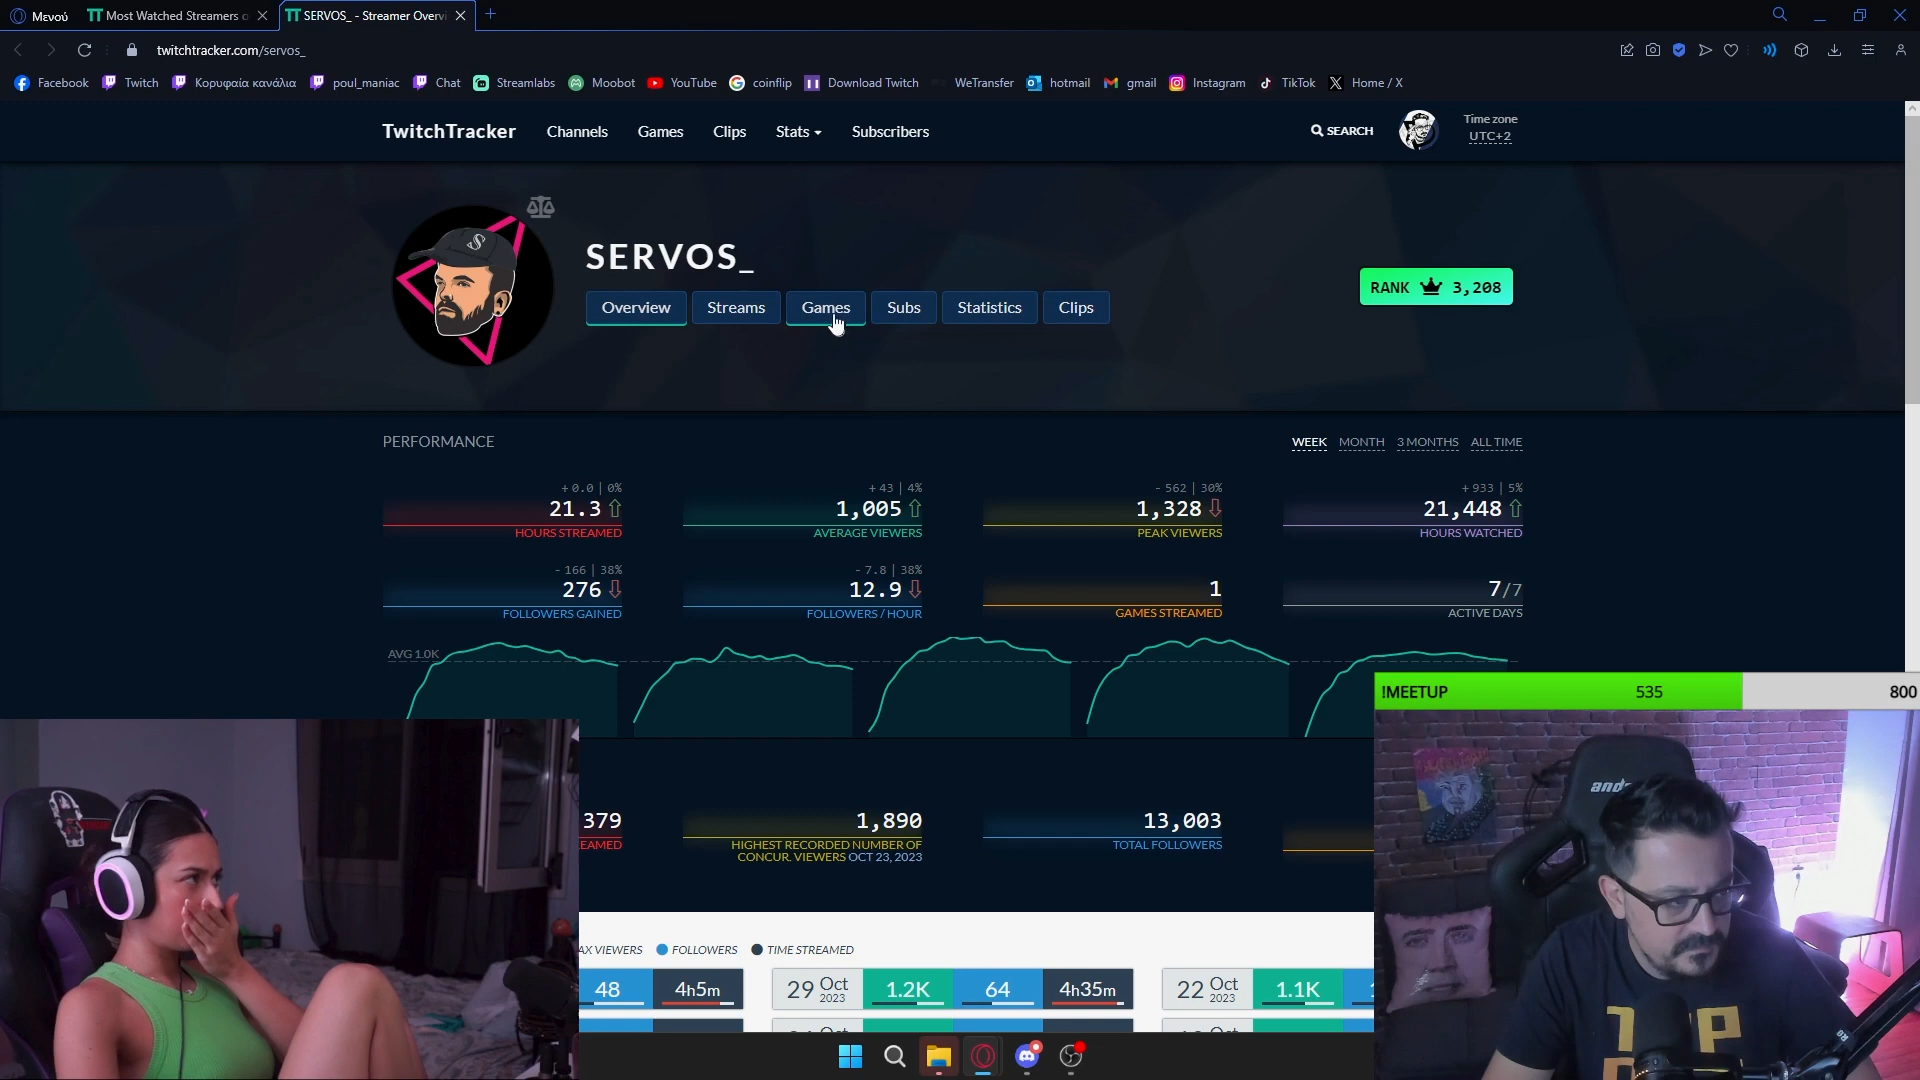 Μενού
Most Watched Streamers o
SERVOS_ - Streamer Overvi
twitchtracker.com/servos_
Facebook
Twitch
Κορυφαία κανάλια
poul_maniac
Chat
Streamlabs
Moobot
YouTube
coinflip
Download Twitch
WeTransfer
hotmail
gmail
Instagram
TikTok
Home / X
TwitchTracker
Channels
Games
Clips
Stats
Subscribers
SEARCH
Time zone
UTC+2
SERVOS_
Overview
Streams
Games
Subs
Statistics
Clips
RANK 3,208
PERFORMANCE
WEEK
MONTH
3 MONTHS
ALL TIME
+0.0 | 0%
21.3
HOURS STREAMED
+43 | 4%
1,005
AVERAGE VIEWERS
-562 | 30%
1,328
PEAK VIEWERS
+933 | 5%
21,448
HOURS WATCHED
-166 | 38%
276
FOLLOWERS GAINED
-7.8 | 38%
12.9
FOLLOWERS / HOUR
1
GAMES STREAMED
7/7
ACTIVE DAYS
AVG 1.0K
!MEETUP 535 800
379
EAMED
1,890
HIGHEST RECORDED NUMBER OF
CONCUR. VIEWERS OCT 23, 2023
13,003
TOTAL FOLLOWERS
AX VIEWERS
FOLLOWERS
TIME STREAMED
48
4h5m
29 Oct 2023
1.2K
64
4h35m
22 Oct 2023
1.1K